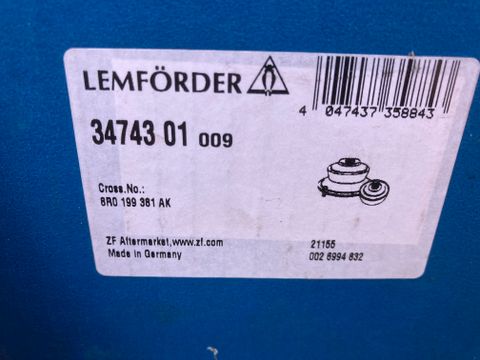 LEMFÖRDER
4 047437 358843
34743 01 009
Cross.No.:
8R0 199 381 AK
ZF Aftermarket,www.zf.com
Made in Germany
21155
002 6994 832